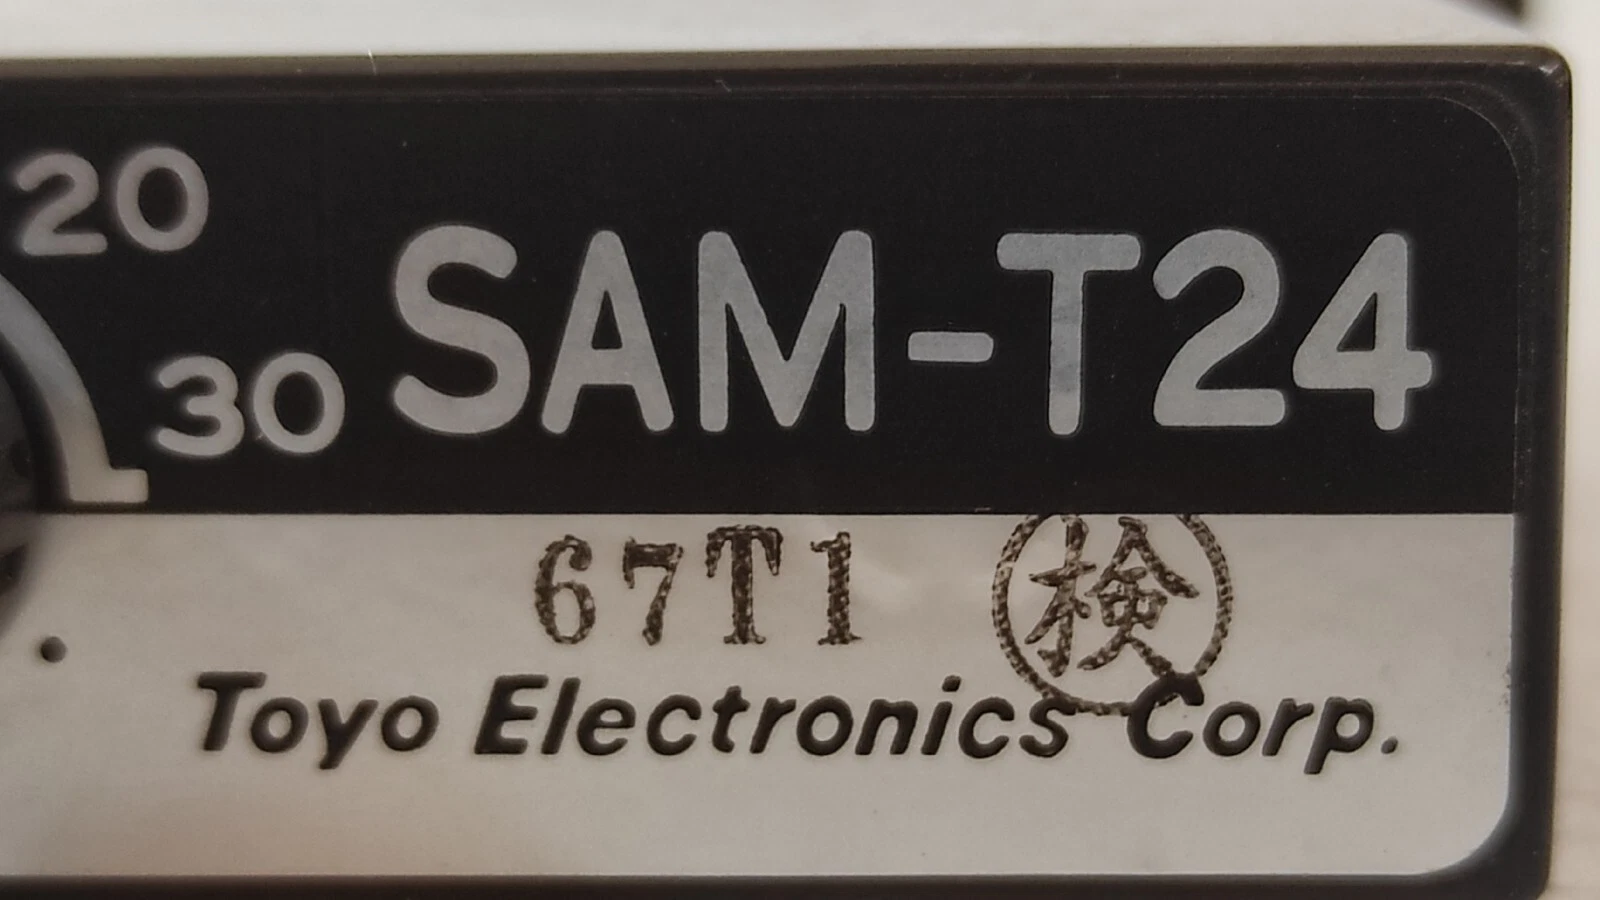 20
30 SAM-T24
67T1 検
Toyo Electronics Corp.